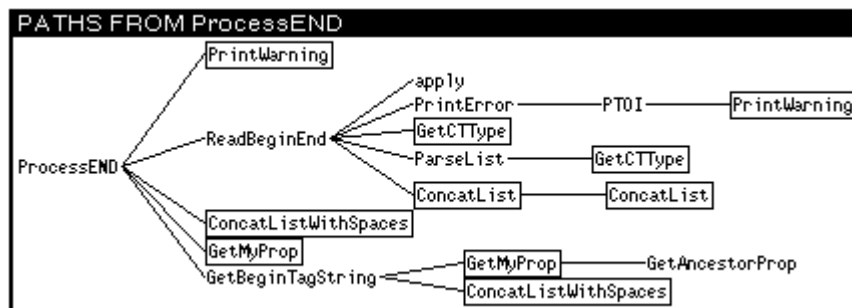 PATHS FROM ProcessEND
PrintWarning
apply
PrintError PTOI PrintWarning
ReadBeginEnd GetCTType
ParseList GetCTType
ProcessEND
ConcatList ConcatList
ConcatListWithSpaces
GetMyProp
GetMyProp GetAncestorProp
GetBeginTagString
ConcatListWithSpaces